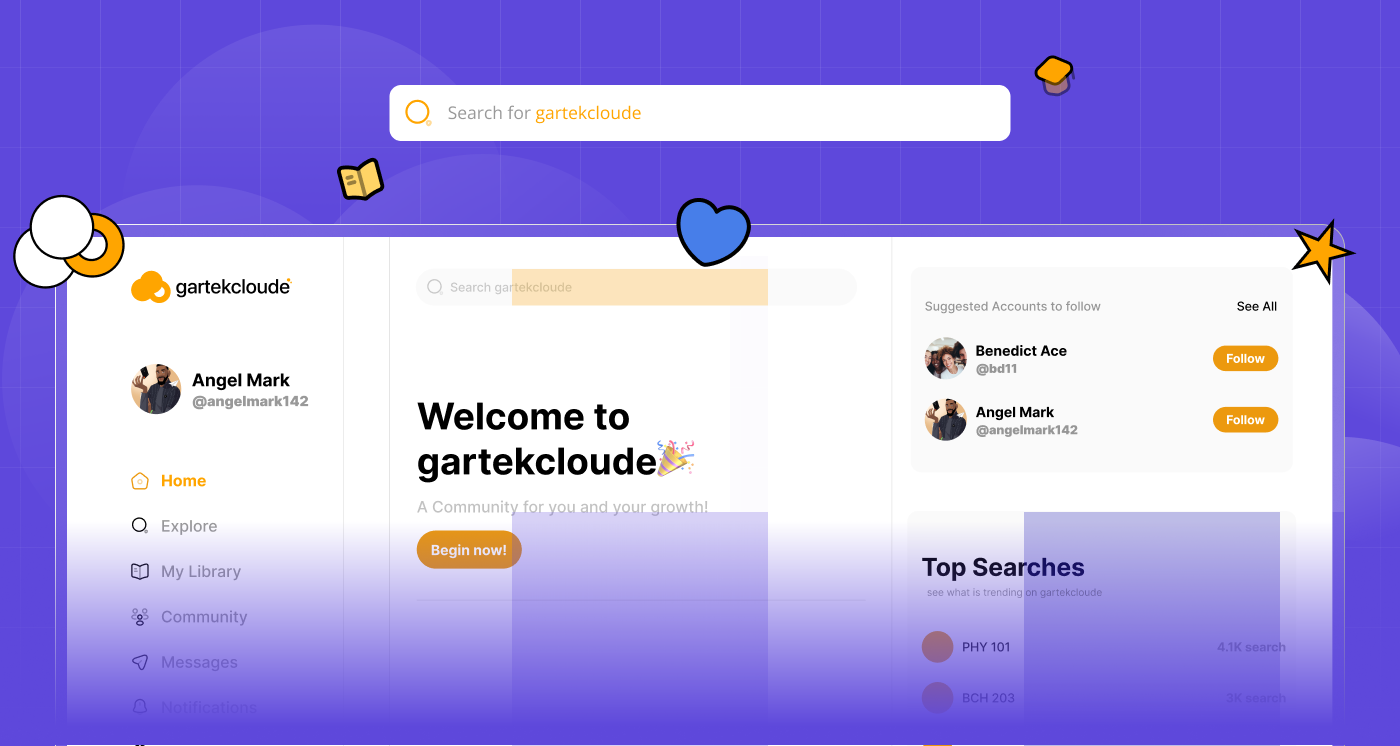 Search for gartekcloude
gartekcloude
Angel Mark
@angelmark142
Home
Explore
My Library
Community
Messages
Notifications
Search gartekcloude
Welcome to
gartekcloude🎉
A Community for you and your growth!
Begin now!
Suggested Accounts to follow
See All
Benedict Ace
@bd11
Follow
Angel Mark
@angelmark142
Follow
Top Searches
see what is trending on gartekcloude
PHY 101
4.1K search
BCH 203
3K search